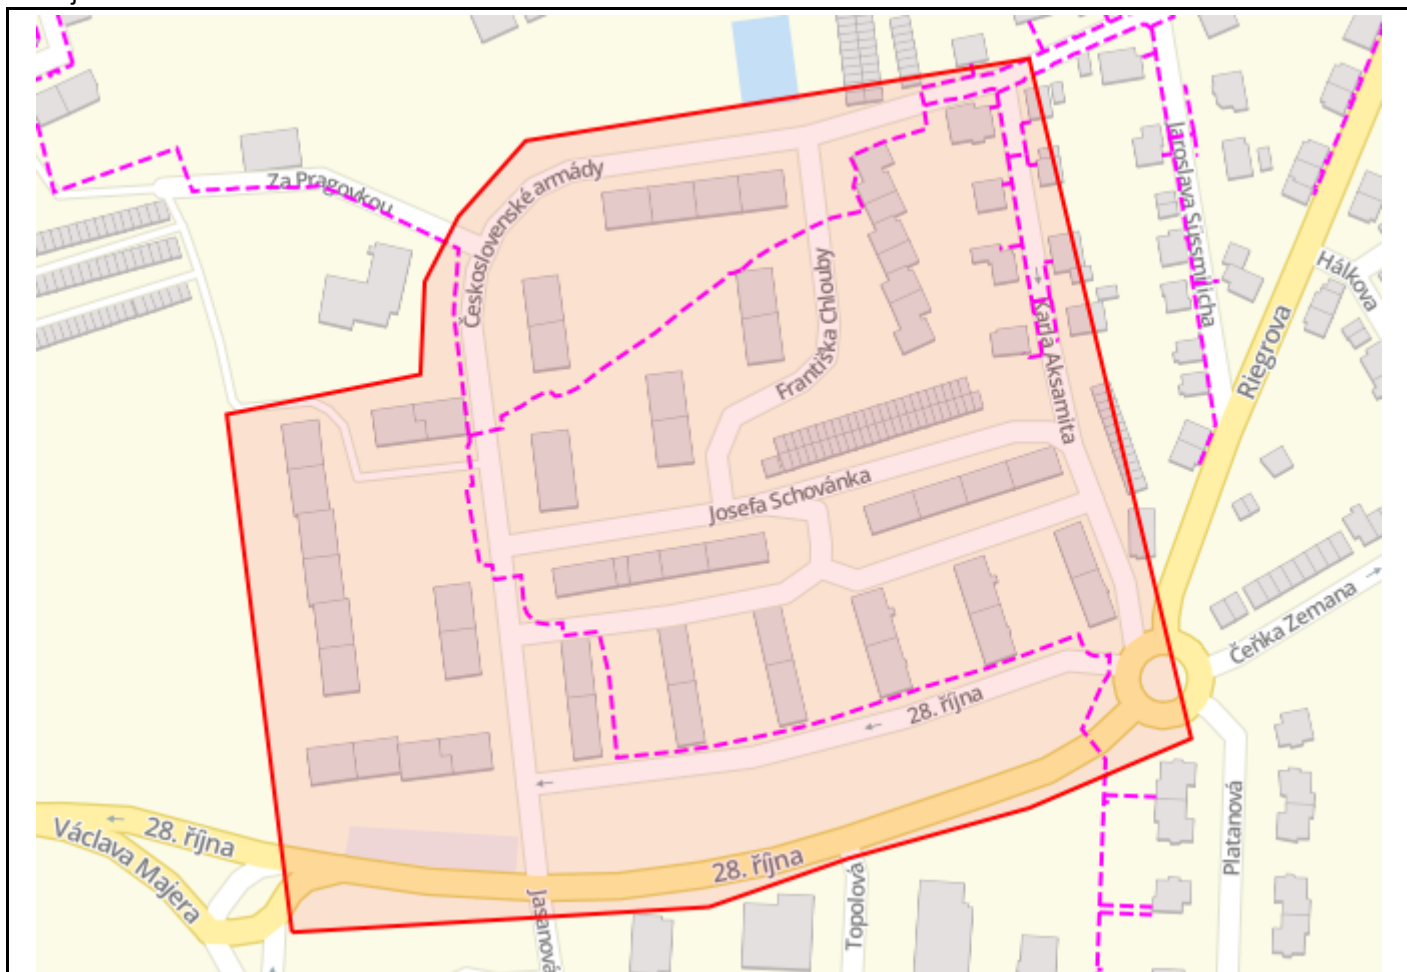 Za Pragovkou
Československé armády
Jaroslava Süssmilicha
Františka Chlouby
Karla Aksamita
Hálkova
Riegrova
Josefa Schovánka
Čeňka Zemana
28. října
28. října
Václava Majera
28. října
Jasanová
Topolová
Platanová